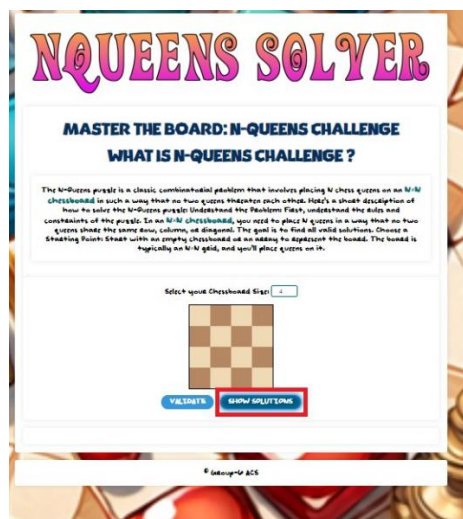 NQUEENS SOLVER
MASTER THE BOARD: N-QUEENS CHALLENGE
WHAT IS N-QUEENS CHALLENGE ?
The N-Queens puzzle is a classic combinatorial problem that involves placing N chess queens on an N×N
chessboard in such a way that no two queens threaten each other. Here's a short description of
how to solve the N-Queens puzzle: Understand the Problem: First, understand the rules and
constraints of the puzzle. In an N×N chessboard, you need to place N queens in a way that no two
queens share the same row, column, or diagonal. The goal is to find all valid solutions. Choose a
Starting Point: Start with an empty chessboard or an array to represent the board. The board is
typically an N×N grid, and you'll place queens on it.
Select your Chessboard Size: 4
VALIDATE SHOW SOLUTIONS
© Group-6 ACS